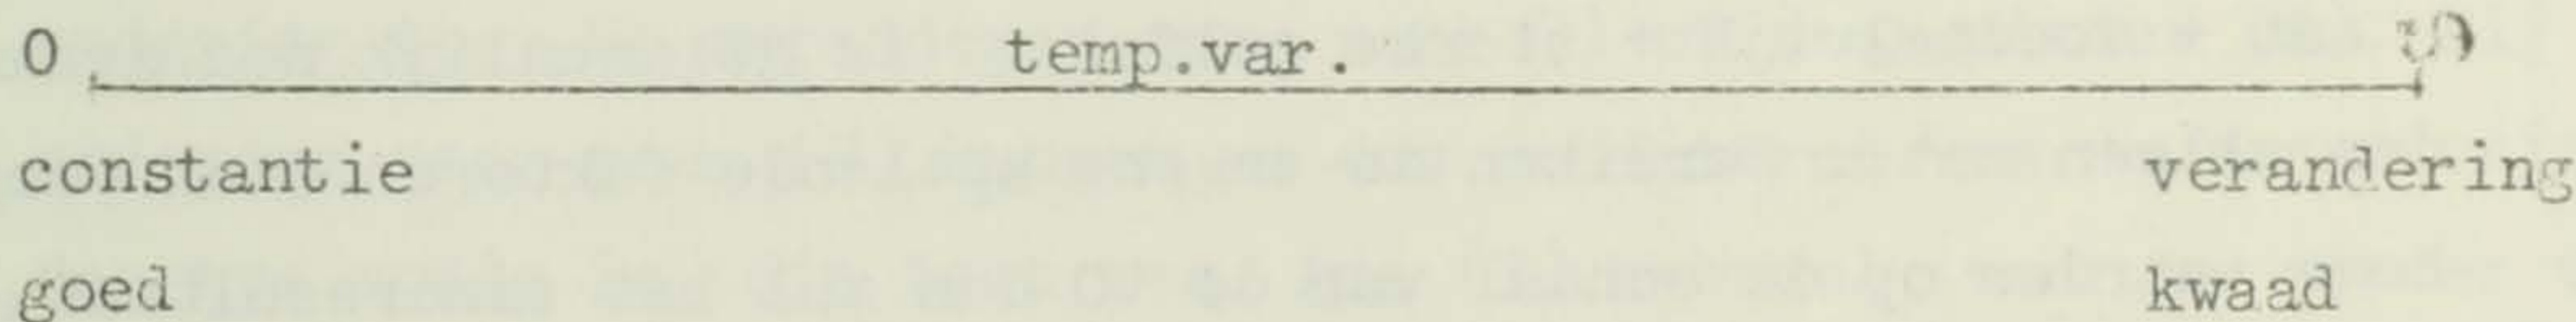 0 temp.var.
constantie verandering
goed kwaad